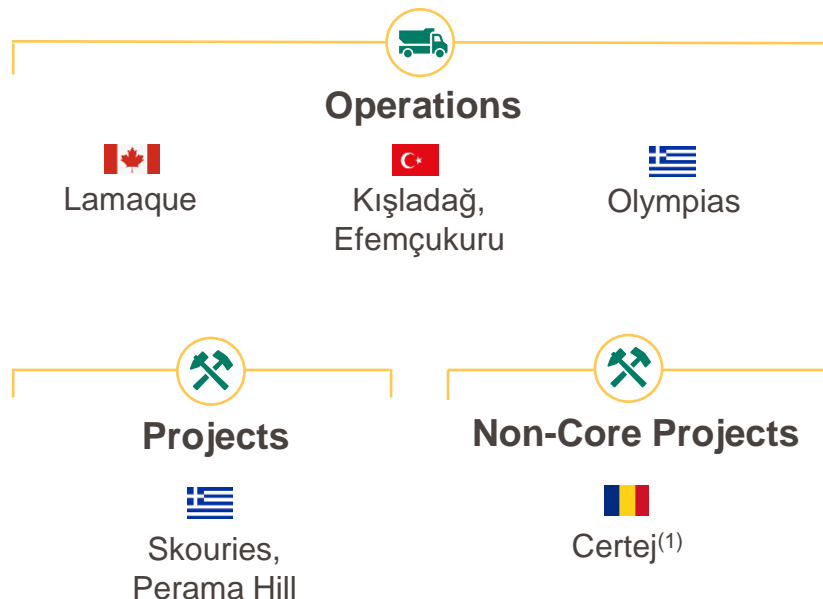 Operations
Lamaque
Kışladağ,
Efemçukuru
Olympias
Projects
Skouries,
Perama Hill
Non-Core Projects
Certej(1)